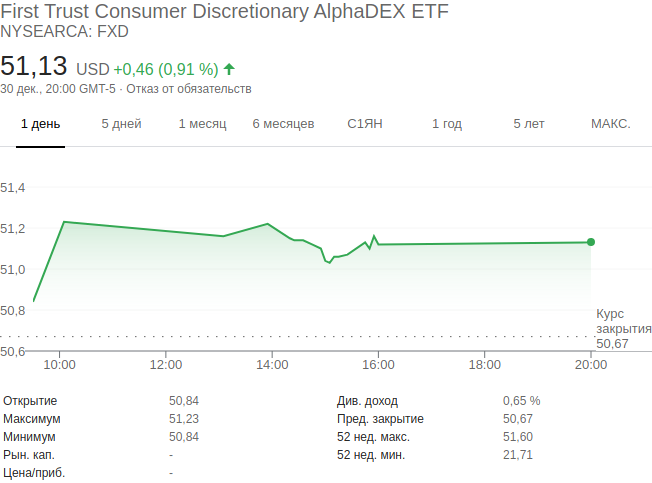 First Trust Consumer Discretionary AlphaDEX ETF
NYSEARCA: FXD
51,13 USD +0,46 (0,91 %)
30 дек., 20:00 GMT-5 · Отказ от обязательств
1 день 5 дней 1 месяц 6 месяцев С1ЯН 1 год 5 лет МАКС.
51,4
51,2
51,0
50,8
50,6
Курс
закрытия
50,67
10:00 12:00 14:00 16:00 18:00 20:00
Открытие 50,84 Див. доход 0,65 %
Максимум 51,23 Пред. закрытие 50,67
Минимум 50,84 52 нед. макс. 51,60
Рын. кап. - 52 нед. мин. 21,71
Цена/приб. -